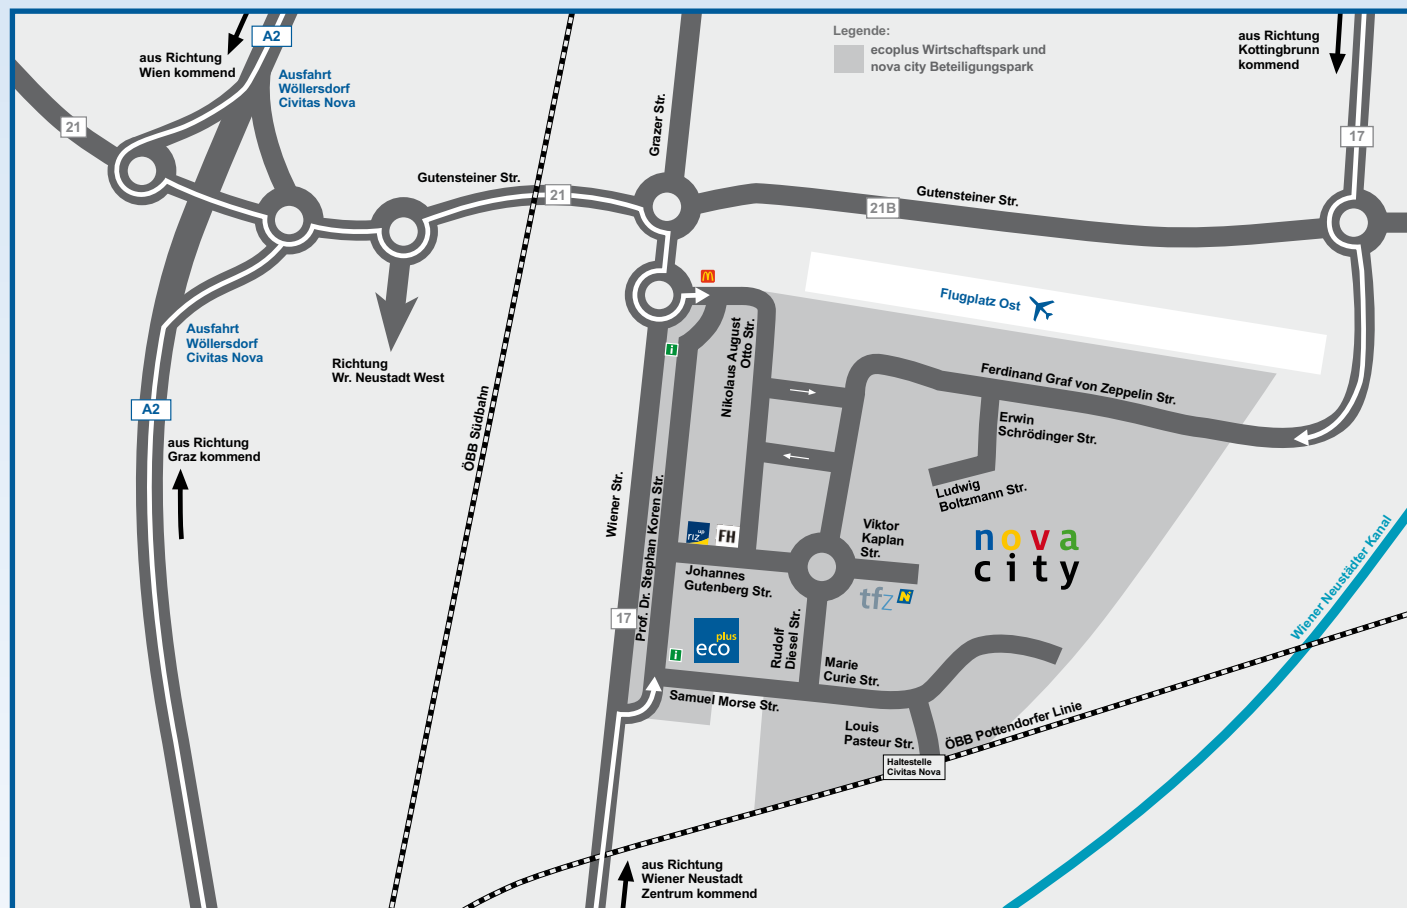 A2
aus Richtung
Wien kommend
Ausfahrt
Wöllersdorf
Civitas Nova
21
Gutensteiner Str.
21
Grazer Str.
Legende:
ecoplus Wirtschaftspark und
nova city Beteiligungspark
aus Richtung
Kottingbrunn
kommend
17
21B
Gutensteiner Str.
Flugplatz Ost
Ausfahrt
Wöllersdorf
Civitas Nova
Richtung
Wr. Neustadt West
A2
aus Richtung
Graz kommend
ÖBB Südbahn
M
i
Nikolaus August
Otto Str.
Ferdinand Graf von Zeppelin Str.
Erwin
Schrödinger Str.
Ludwig
Boltzmann Str.
Wiener Str.
Prof. Dr. Stephan Koren Str.
riz up
FH
Viktor
Kaplan
Str.
nova
city
Johannes
Gutenberg Str.
tfz N
17
plus
eco
i
Rudolf
Diesel Str.
Marie
Curie Str.
Samuel Morse Str.
Louis
Pasteur Str.
ÖBB Pottendorfer Linie
Haltestelle
Civitas Nova
Wiener Neustädter Kanal
aus Richtung
Wiener Neustadt
Zentrum kommend